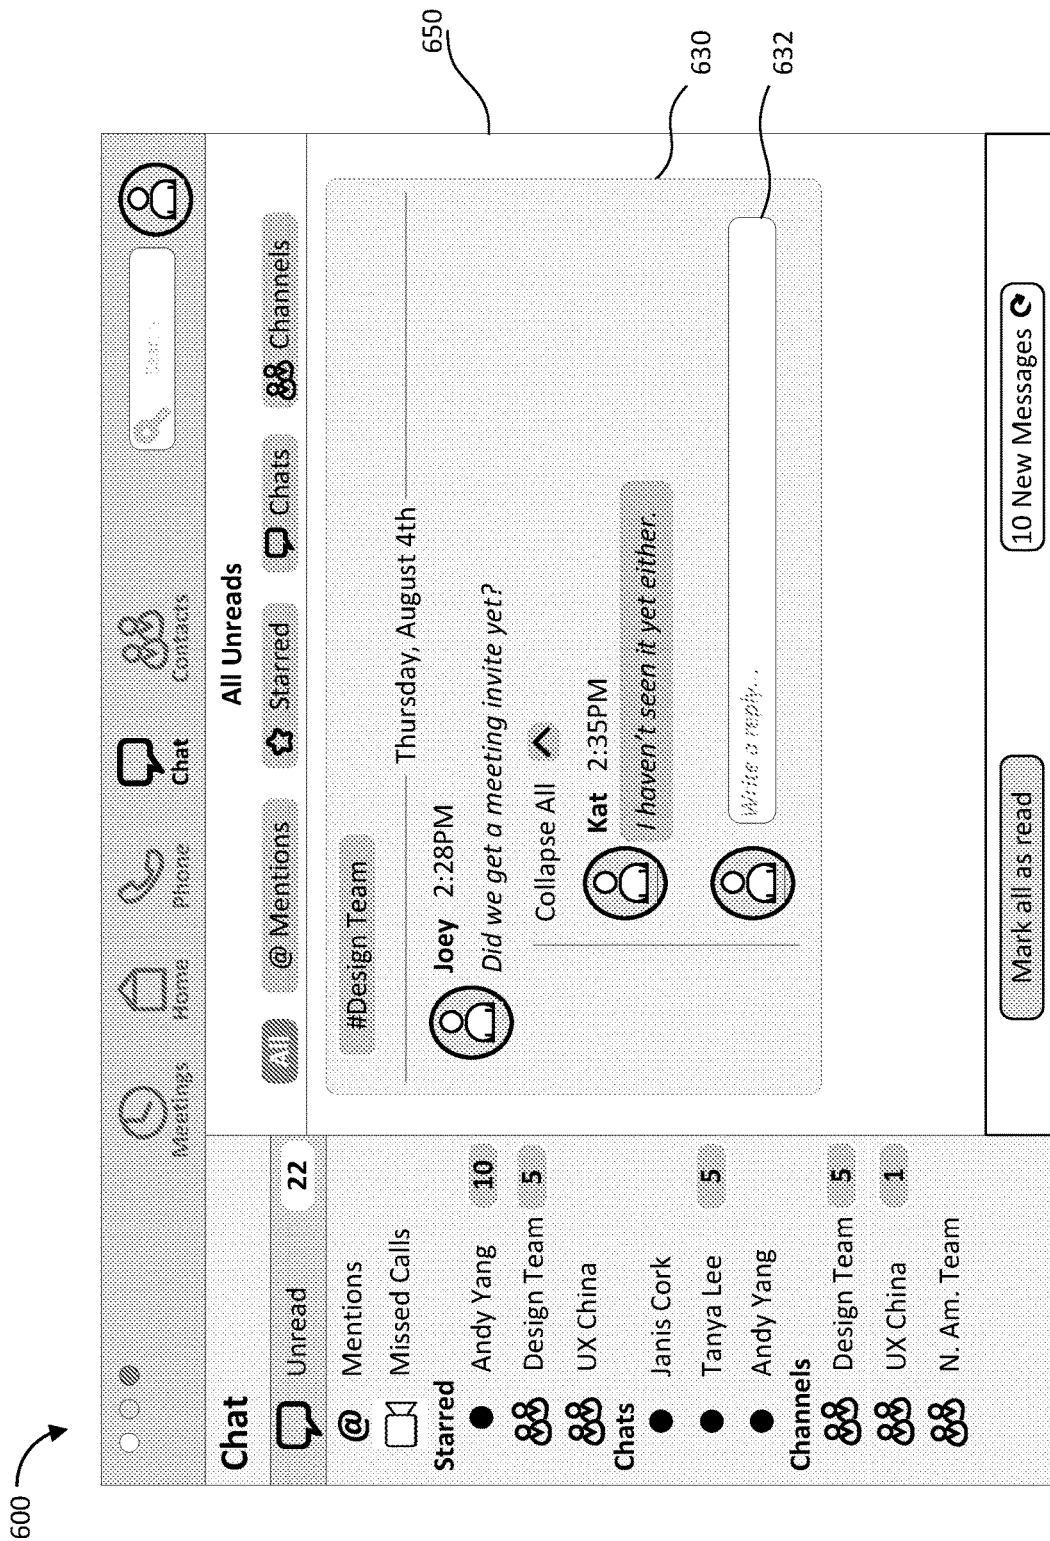 600
Meetings
Home
Phone
Chat
Contacts
Chat
Unread 22
@ Mentions
Missed Calls
Starred
Andy Yang 10
Design Team 5
UX China
Chats
Janis Cork
Tanya Lee 5
Andy Yang
Channels
Design Team 5
UX China 1
N. Am. Team
All Unreads
All
@ Mentions
Starred
Chats
Channels
#Design Team
Thursday, August 4th
Joey 2:28PM
Did we get a meeting invite yet?
Collapse All
Kat 2:35PM
I haven't seen it yet either.
Write a reply...
Mark all as read
10 New Messages
650
630
632